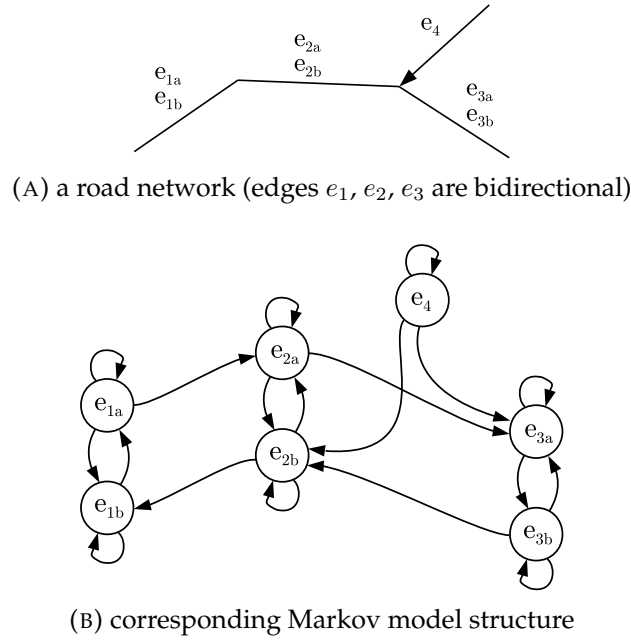 e4
e2a
e2b
e1a
e1b
e3a
e3b
(A) a road network (edges e1, e2, e3 are bidirectional)
e4
e2a
e1a
e3a
e2b
e1b
e3b
(B) corresponding Markov model structure